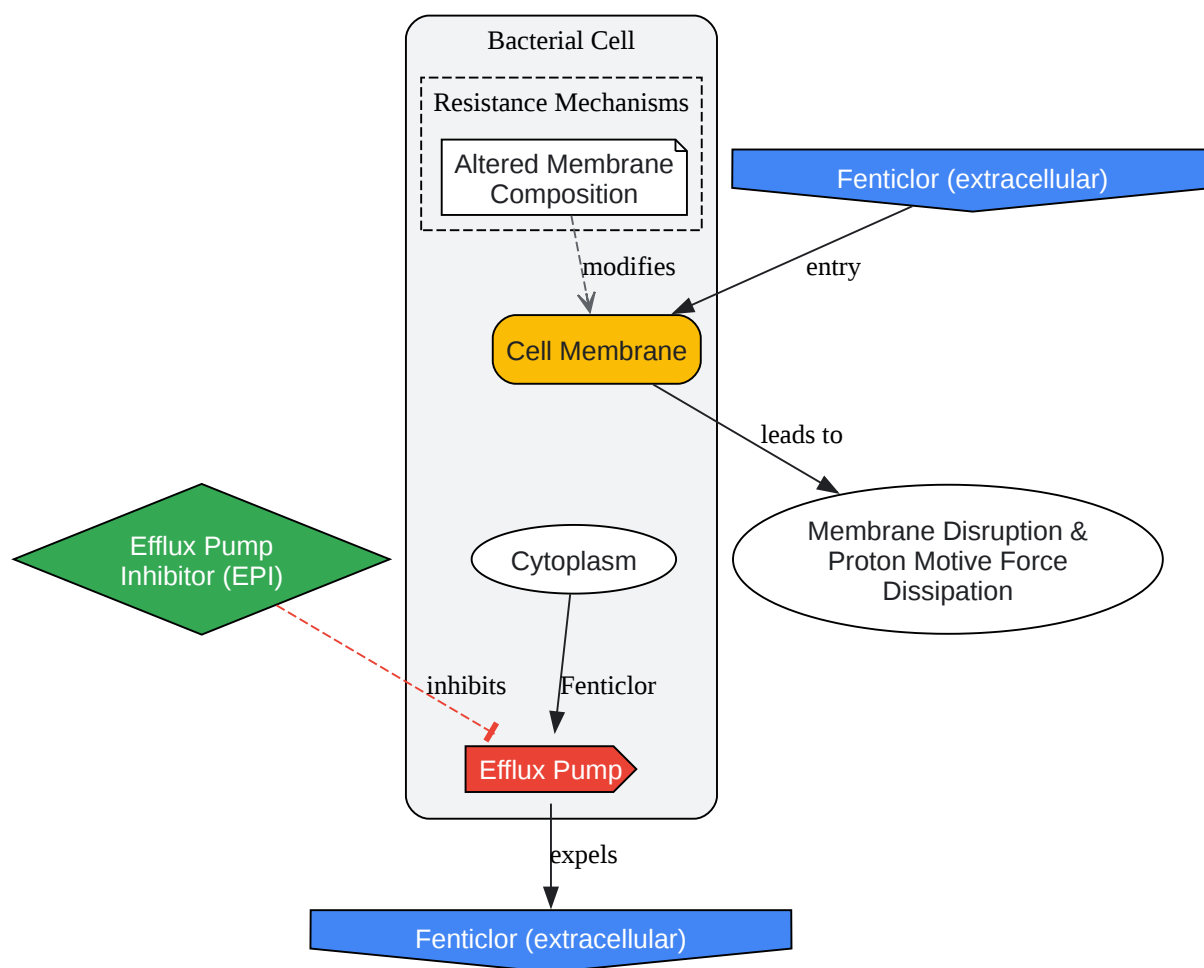 Bacterial Cell
Resistance Mechanisms
Altered Membrane
Composition
Fenticlor (extracellular)
modifies
entry
Cell Membrane
leads to
Efflux Pump
Inhibitor (EPI)
Cytoplasm
Membrane Disruption &
Proton Motive Force
Dissipation
inhibits
Fenticlor
Efflux Pump
expels
Fenticlor (extracellular)